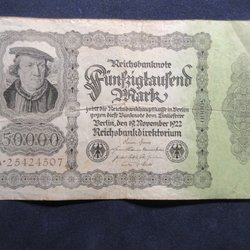 Reichsbanknote
Fünfzigtausend
Mark
zahlt die Reichsbankhauptkasse in Berlin
gegen diese Banknote dem Einlieferer
Berlin, den 19. November 1922
Reichsbankdirektorium
50000
25424507